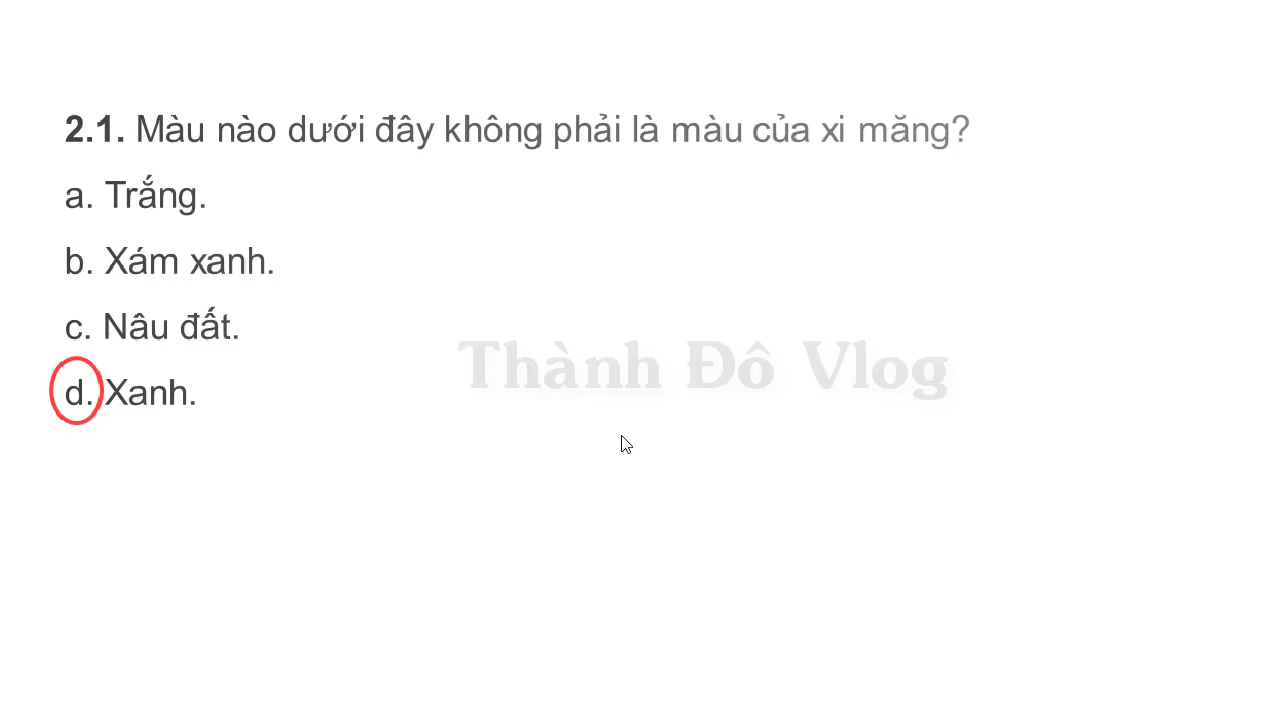 2.1. Màu nào dưới đây không phải là màu của xi măng?
a. Trắng.
b. Xám xanh.
c. Nâu đất.
d. Xanh.
Thành Đô Vlog